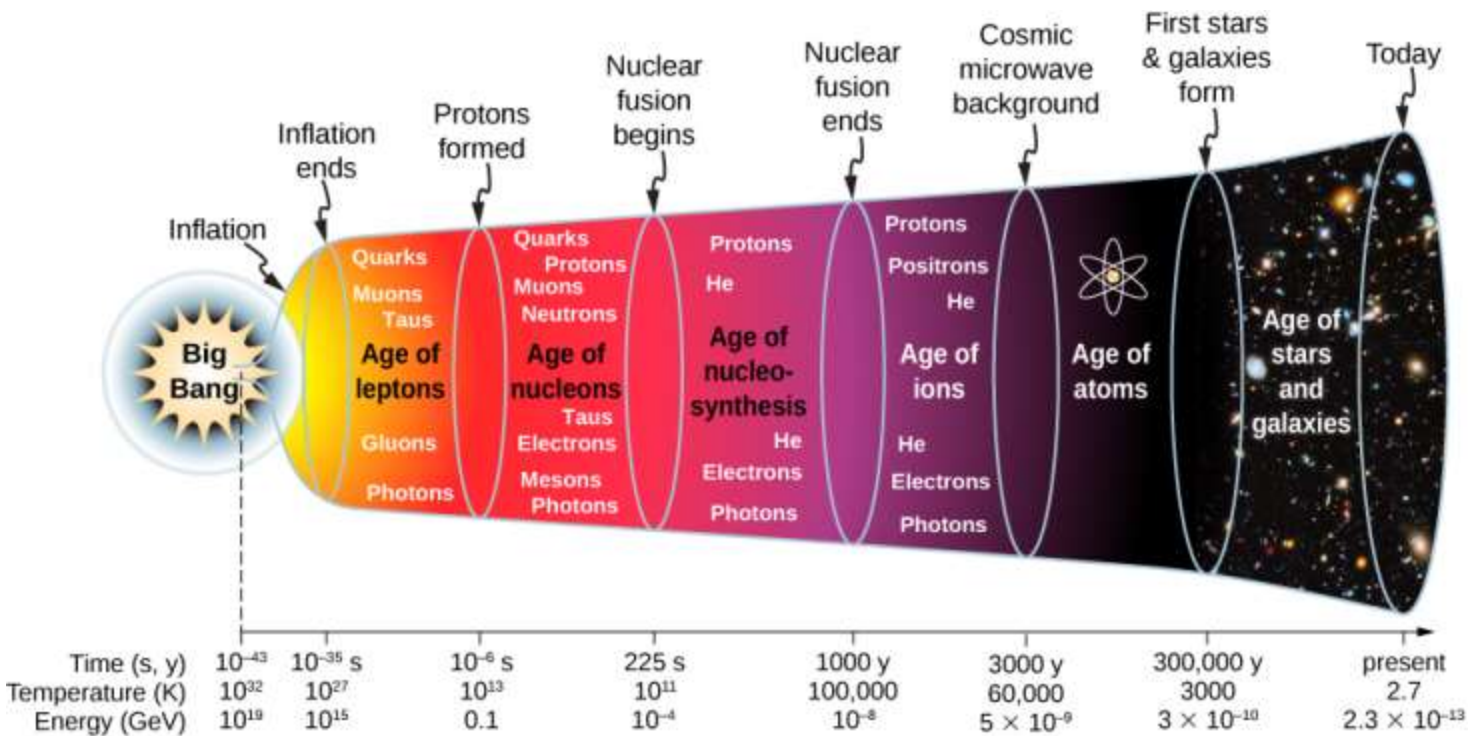 First stars
& galaxies
form
Cosmic
microwave
background
Today
Nuclear
fusion
ends
Nuclear
fusion
begins
Protons
formed
Inflation
ends
Inflation
Big
Bang
Quarks
Muons
Taus
Age of
leptons
Gluons
Photons
Quarks
Protons
Muons
Neutrons
Age of
nucleons
Taus
Electrons
Mesons
Photons
Protons
He
Age of
nucleo-
synthesis
He
Electrons
Photons
Protons
Positrons
He
Age of
ions
He
Electrons
Photons
Age of
atoms
Age of
stars
and
galaxies
Time (s, y) 10⁻⁴³ 10⁻³⁵ s 10⁻⁶ s 225 s 1000 y 3000 y 300,000 y present
Temperature (K) 10³² 10²⁷ 10¹³ 10¹¹ 100,000 60,000 3000 2.7
Energy (GeV) 10¹⁹ 10¹⁵ 0.1 10⁻⁴ 10⁻⁸ 5 × 10⁻⁹ 3 × 10⁻¹⁰ 2.3 × 10⁻¹³